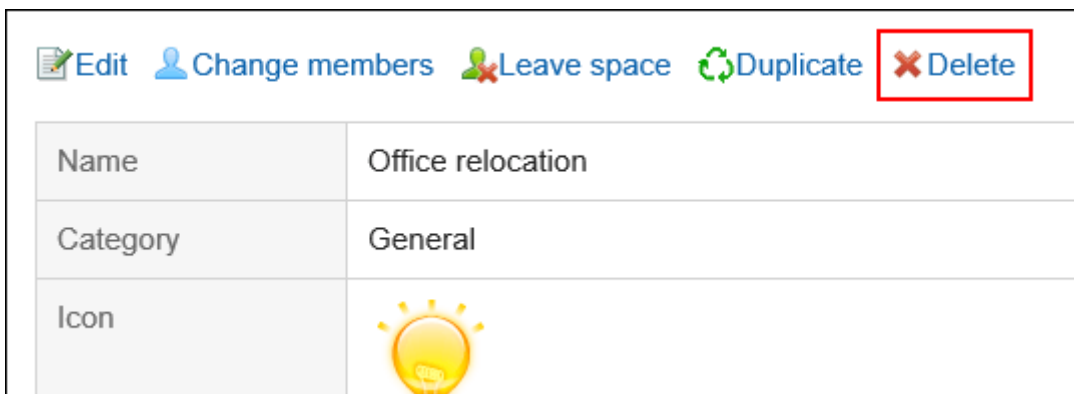 Edit Change members Leave space Duplicate Delete
Name Office relocation
Category General
Icon